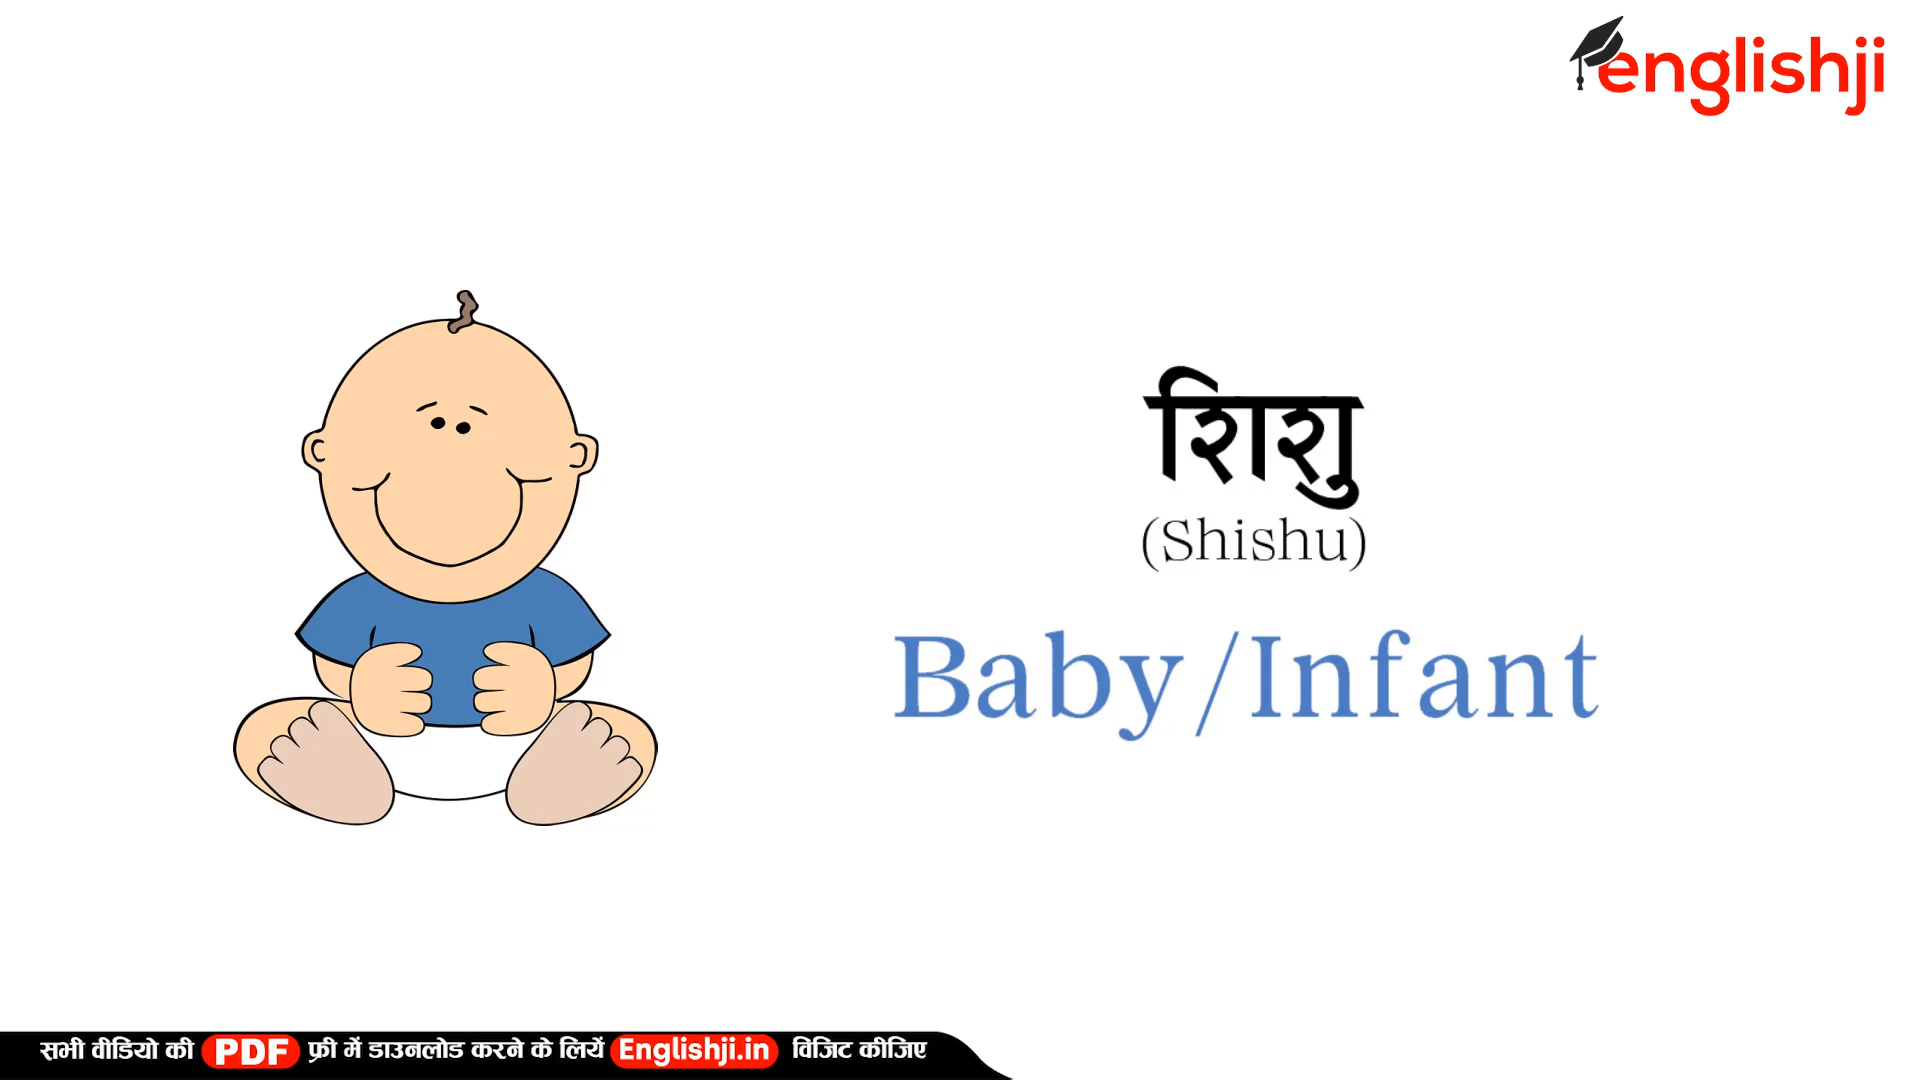 englishji
शिशु
(Shishu)
Baby/Infant
सभी वीडियो की PDF फ्री में डाउनलोड करने के लियें Englishji.in विजिट कीजिए